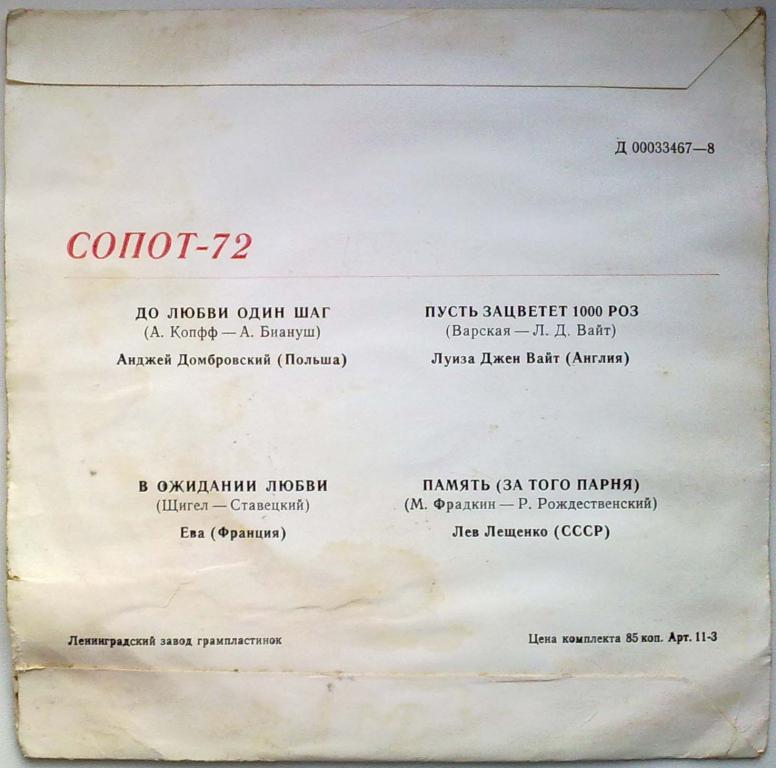 Д 00033467—8
СОПОТ-72
ДО ЛЮБВИ ОДИН ШАГ
(А. Копфф — А. Биануш)
Анджей Домбровский (Польша)
ПУСТЬ ЗАЦВЕТЕТ 1000 РОЗ
(Варская — Л. Д. Вайт)
Луиза Джен Вайт (Англия)
В ОЖИДАНИИ ЛЮБВИ
(Щигел — Ставецкий)
Ева (Франция)
ПАМЯТЬ (ЗА ТОГО ПАРНЯ)
(М. Фрадкин — Р. Рождественский)
Лев Лещенко (СССР)
Ленинградский завод грампластинок
Цена комплекта 85 коп. Арт. 11-3